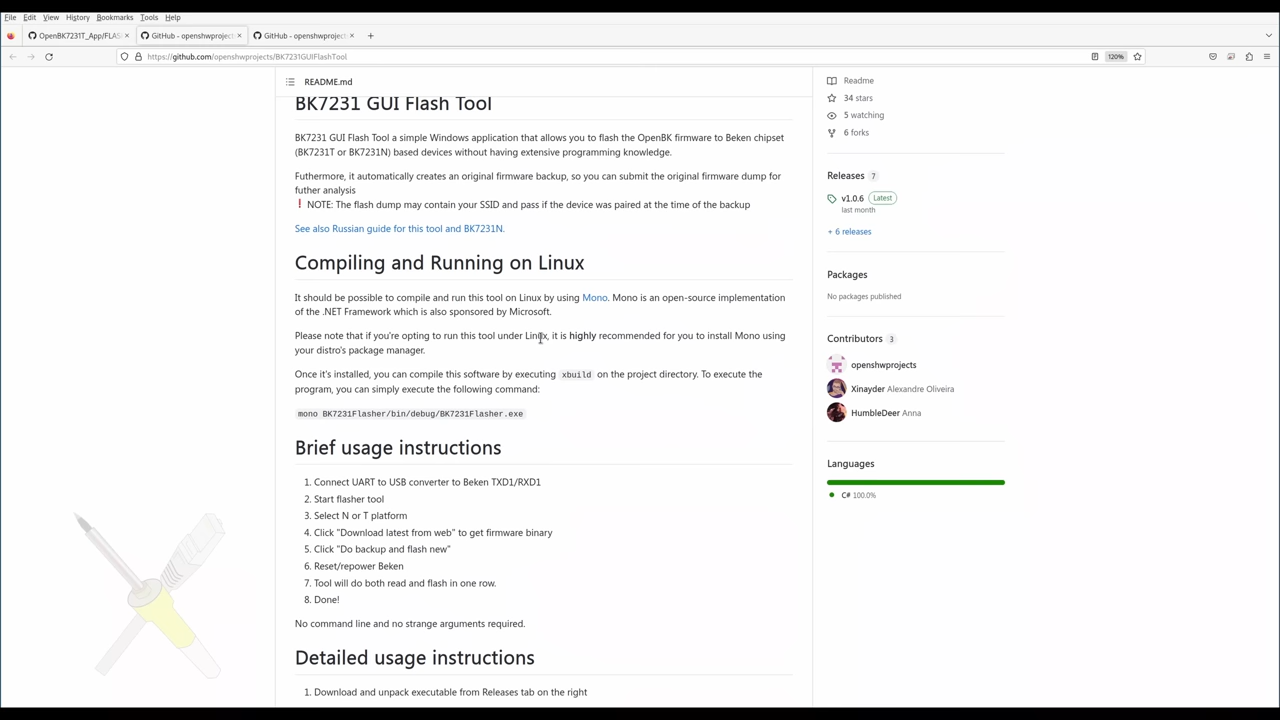 File Edit View History Bookmarks Tools Help
OpenBK7231T_App/FLAS
GitHub - openshwprojects
GitHub - openshwprojects
https://github.com/openshwprojects/BK7231GUIFlashTool
120%
README.md
BK7231 GUI Flash Tool
BK7231 GUI Flash Tool a simple Windows application that allows you to flash the OpenBK firmware to Beken chipset
(BK7231T or BK7231N) based devices without having extensive programming knowledge.
Futhermore, it automatically creates an original firmware backup, so you can submit the original firmware dump for
futher analysis
❗ NOTE: The flash dump may contain your SSID and pass if the device was paired at the time of the backup
See also Russian guide for this tool and BK7231N.
Compiling and Running on Linux
It should be possible to compile and run this tool on Linux by using Mono. Mono is an open-source implementation
of the .NET Framework which is also sponsored by Microsoft.
Please note that if you're opting to run this tool under Linux, it is highly recommended for you to install Mono using
your distro's package manager.
Once it's installed, you can compile this software by executing xbuild on the project directory. To execute the
program, you can simply execute the following command:
mono BK7231Flasher/bin/debug/BK7231Flasher.exe
Brief usage instructions
1. Connect UART to USB converter to Beken TXD1/RXD1
2. Start flasher tool
3. Select N or T platform
4. Click "Download latest from web" to get firmware binary
5. Click "Do backup and flash new"
6. Reset/repower Beken
7. Tool will do both read and flash in one row.
8. Done!
No command line and no strange arguments required.
Detailed usage instructions
1. Download and unpack executable from Releases tab on the right
Readme
34 stars
5 watching
6 forks
Releases 7
v1.0.6 Latest
last month
+ 6 releases
Packages
No packages published
Contributors 3
openshwprojects
Xinayder Alexandre Oliveira
HumbleDeer Anna
Languages
C# 100.0%